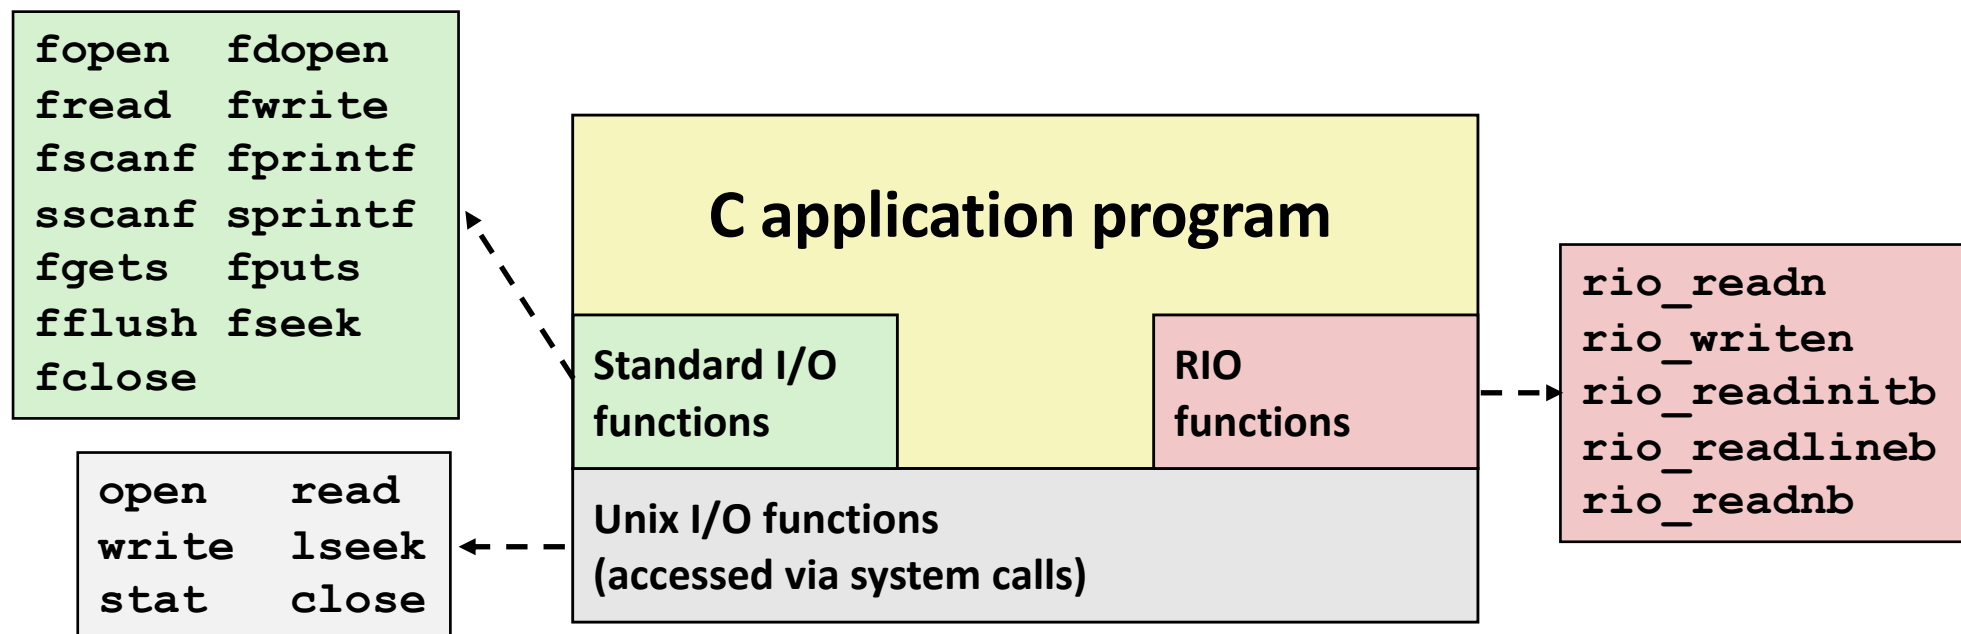 fopen fdopen
fread fwrite
fscanf fprintf
sscanf sprintf
fgets fputs
fflush fseek
fclose
C application program
Standard I/O
functions
RIO
functions
rio_readn
rio_writen
rio_readinitb
rio_readlineb
rio_readnb
open read
write lseek
stat close
Unix I/O functions
(accessed via system calls)